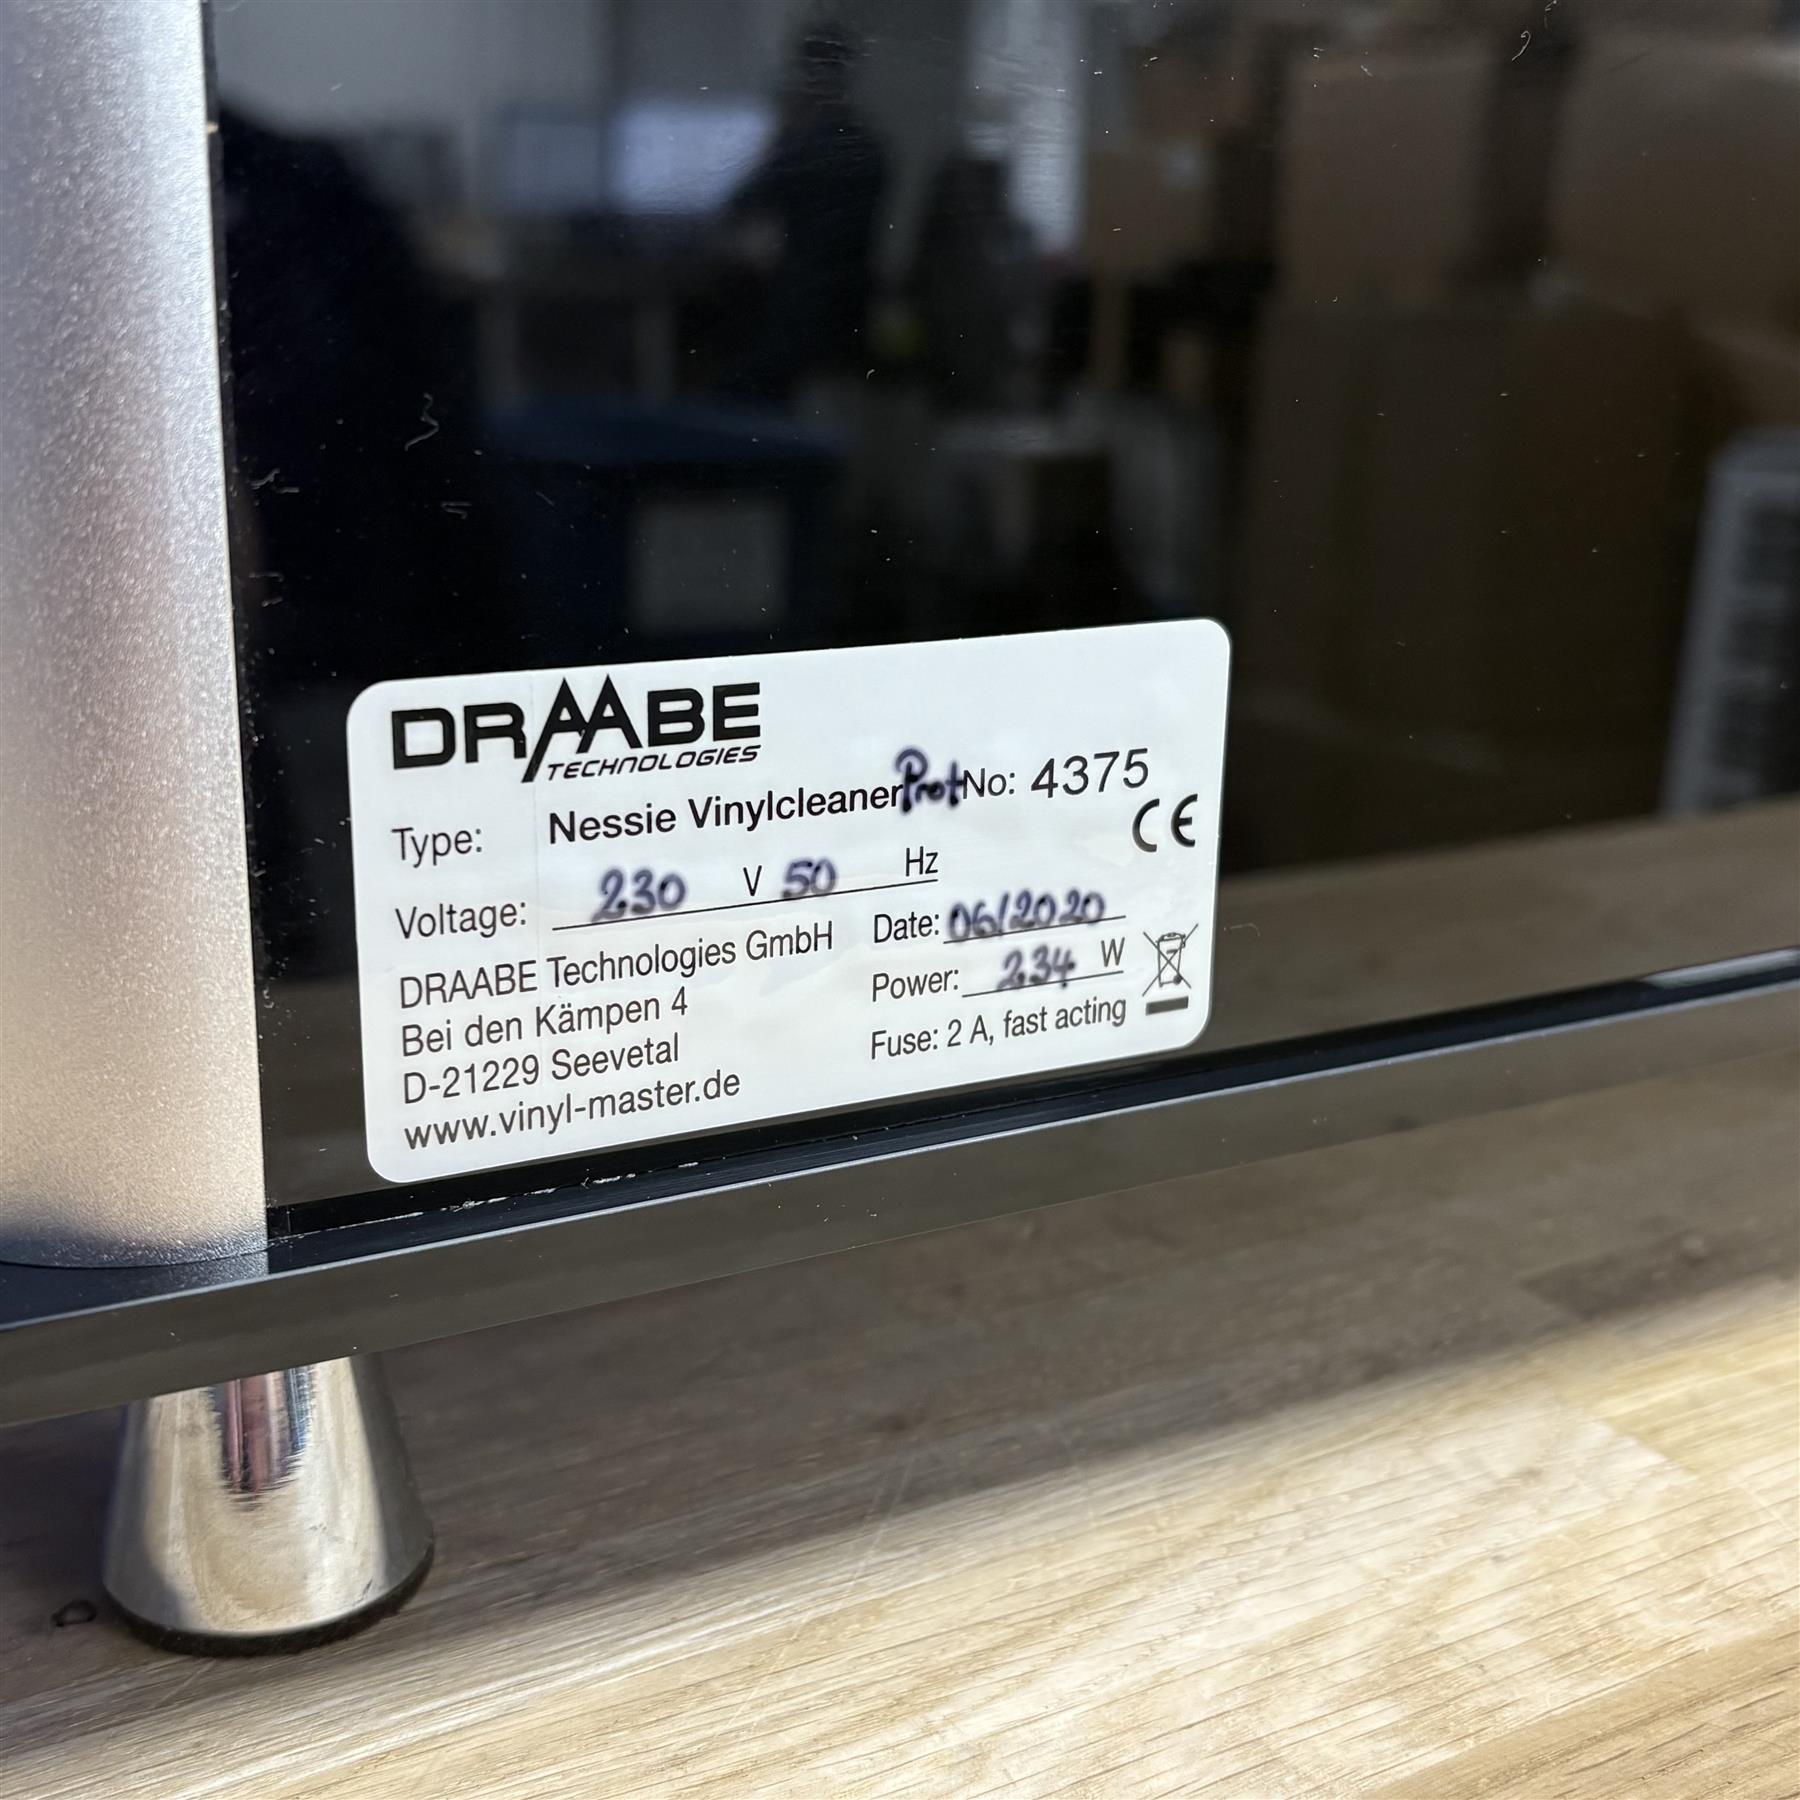 DRAABE
TECHNOLOGIES
Type: Nessie Vinylcleaner Prot No: 4375
CE
Voltage: 230 V 50 Hz
DRAABE Technologies GmbH
Bei den Kämpen 4
D-21229 Seevetal
www.vinyl-master.de
Date: 06/2020
Power: 234 W
Fuse: 2 A, fast acting